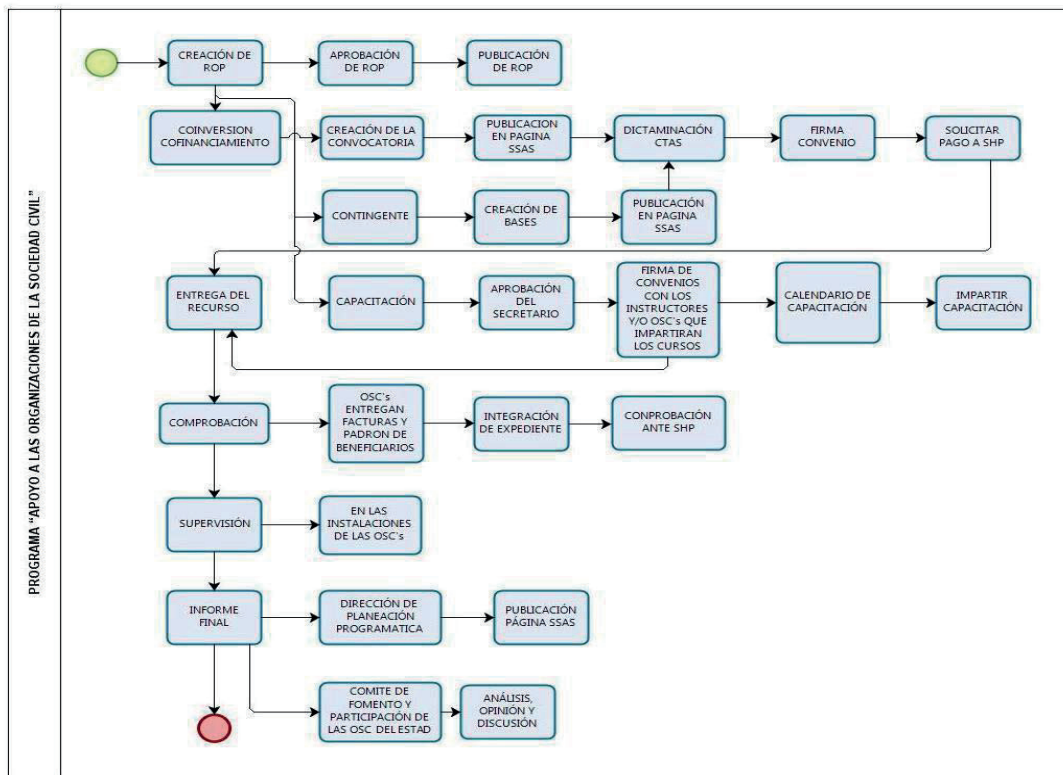 PROGRAMA "APOYO A LAS ORGANIZACIONES DE LA SOCIEDAD CIVIL"
CREACIÓN DE
ROP
APROBACIÓN
DE ROP
PUBLICACIÓN
DE ROP
COINVERSION
COFINANCIAMIENTO
CREACIÓN DE LA
CONVOCATORIA
PUBLICACION
EN PAGINA
SSAS
DICTAMINACIÓN
CTAS
FIRMA
CONVENIO
SOLICITAR
PAGO A SHP
CONTINGENTE
CREACIÓN DE
BASES
PUBLICACIÓN
EN PAGINA
SSAS
ENTREGA DEL
RECURSO
CAPACITACIÓN
APROBACIÓN
DEL
SECRETARIO
FIRMA DE
CONVENIOS
CON LOS
INSTRUCTORES
Y/O OSC's QUE
IMPARTIRAN
LOS CURSOS
CALENDARIO DE
CAPACITACIÓN
IMPARTIR
CAPACITACIÓN
COMPROBACIÓN
OSC's
ENTREGAN
FACTURAS Y
PADRON DE
BENEFICIARIOS
INTEGRACIÓN
DE EXPEDIENTE
CONPROBACIÓN
ANTE SHP
SUPERVISIÓN
EN LAS
INSTALACIONES
DE LAS OSC's
INFORME
FINAL
DIRECCIÓN DE
PLANEACIÓN
PROGRAMATICA
PUBLICACIÓN
PÁGINA SSAS
COMITE DE
FOMENTO Y
PARTICIPACIÓN DE
LAS OSC DEL ESTAD
ANÁLISIS,
OPINIÓN Y
DISCUSIÓN